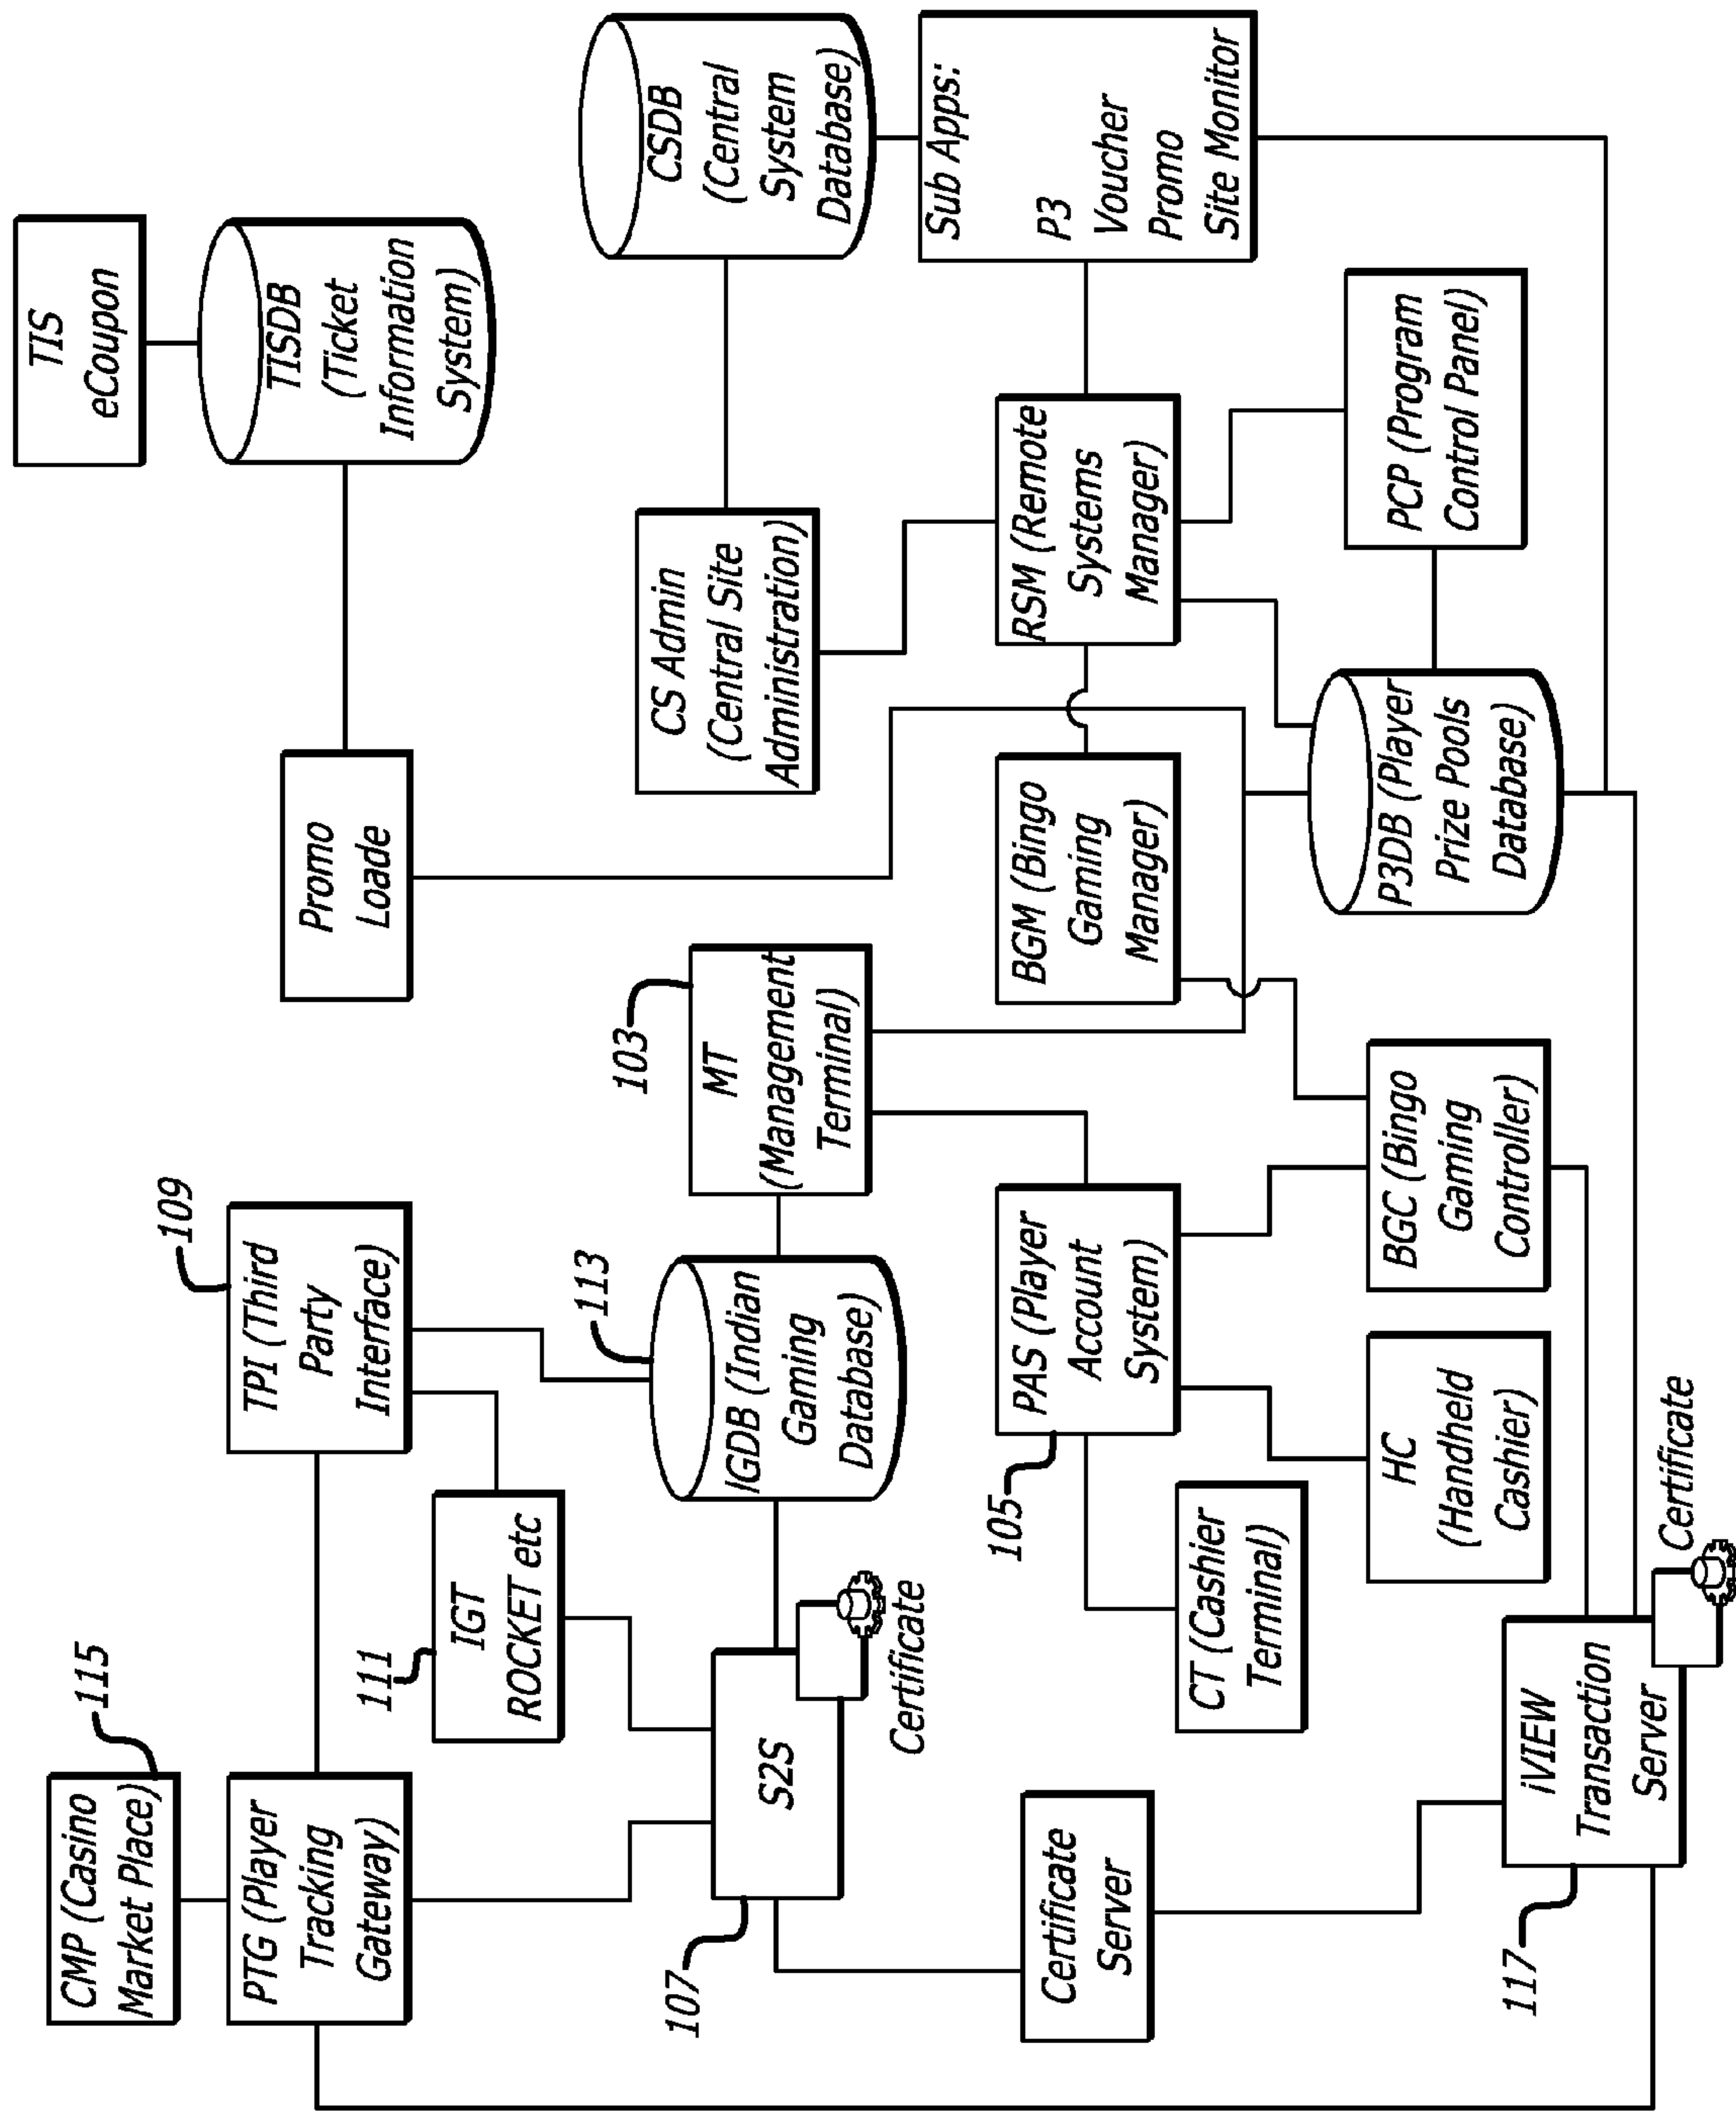 CMP (Casino
Market Place)
115
PTG (Player
Tracking
Gateway)
TPI (Third
Party
Interface)
109
Promo
Loade
TISDB
(Ticket
Information
System)
TIS
eCoupon
111
IGT
ROCKET etc
107
S2S
Certificate
IGDB (Indian
Gaming
Database)
113
103
MT
(Management
Terminal)
CS Admin
(Central Site
Administration)
CSDB
(Central
System
Database)
Certificate
Server
105
PAS (Player
Account
System)
CT (Cashier
Terminal)
BGM (Bingo
Gaming
Manager)
RSM (Remote
Systems
Manager)
Sub Apps:
P3
Voucher
Promo
Site Monitor
HC
(Handheld
Cashier)
BGC (Bingo
Gaming
Controller)
P3DB (Player
Prize Pools
Database)
PCP (Program
Control Panel)
117
iVIEW
Transaction
Server
Certificate